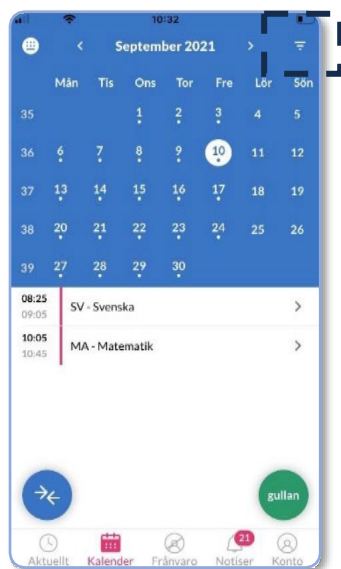 10:32
September 2021
Mån Tis Ons Tor Fre Lör Sön
35 1 2 3 4 5
36 6 7 8 9 10 11 12
37 13 14 15 16 17 18 19
38 20 21 22 23 24 25 26
39 27 28 29 30
08:25 SV - Svenska
09:05
10:05 MA - Matematik
10:45
gullan
21
Aktuellt Kalender Frånvaro Notiser Konto